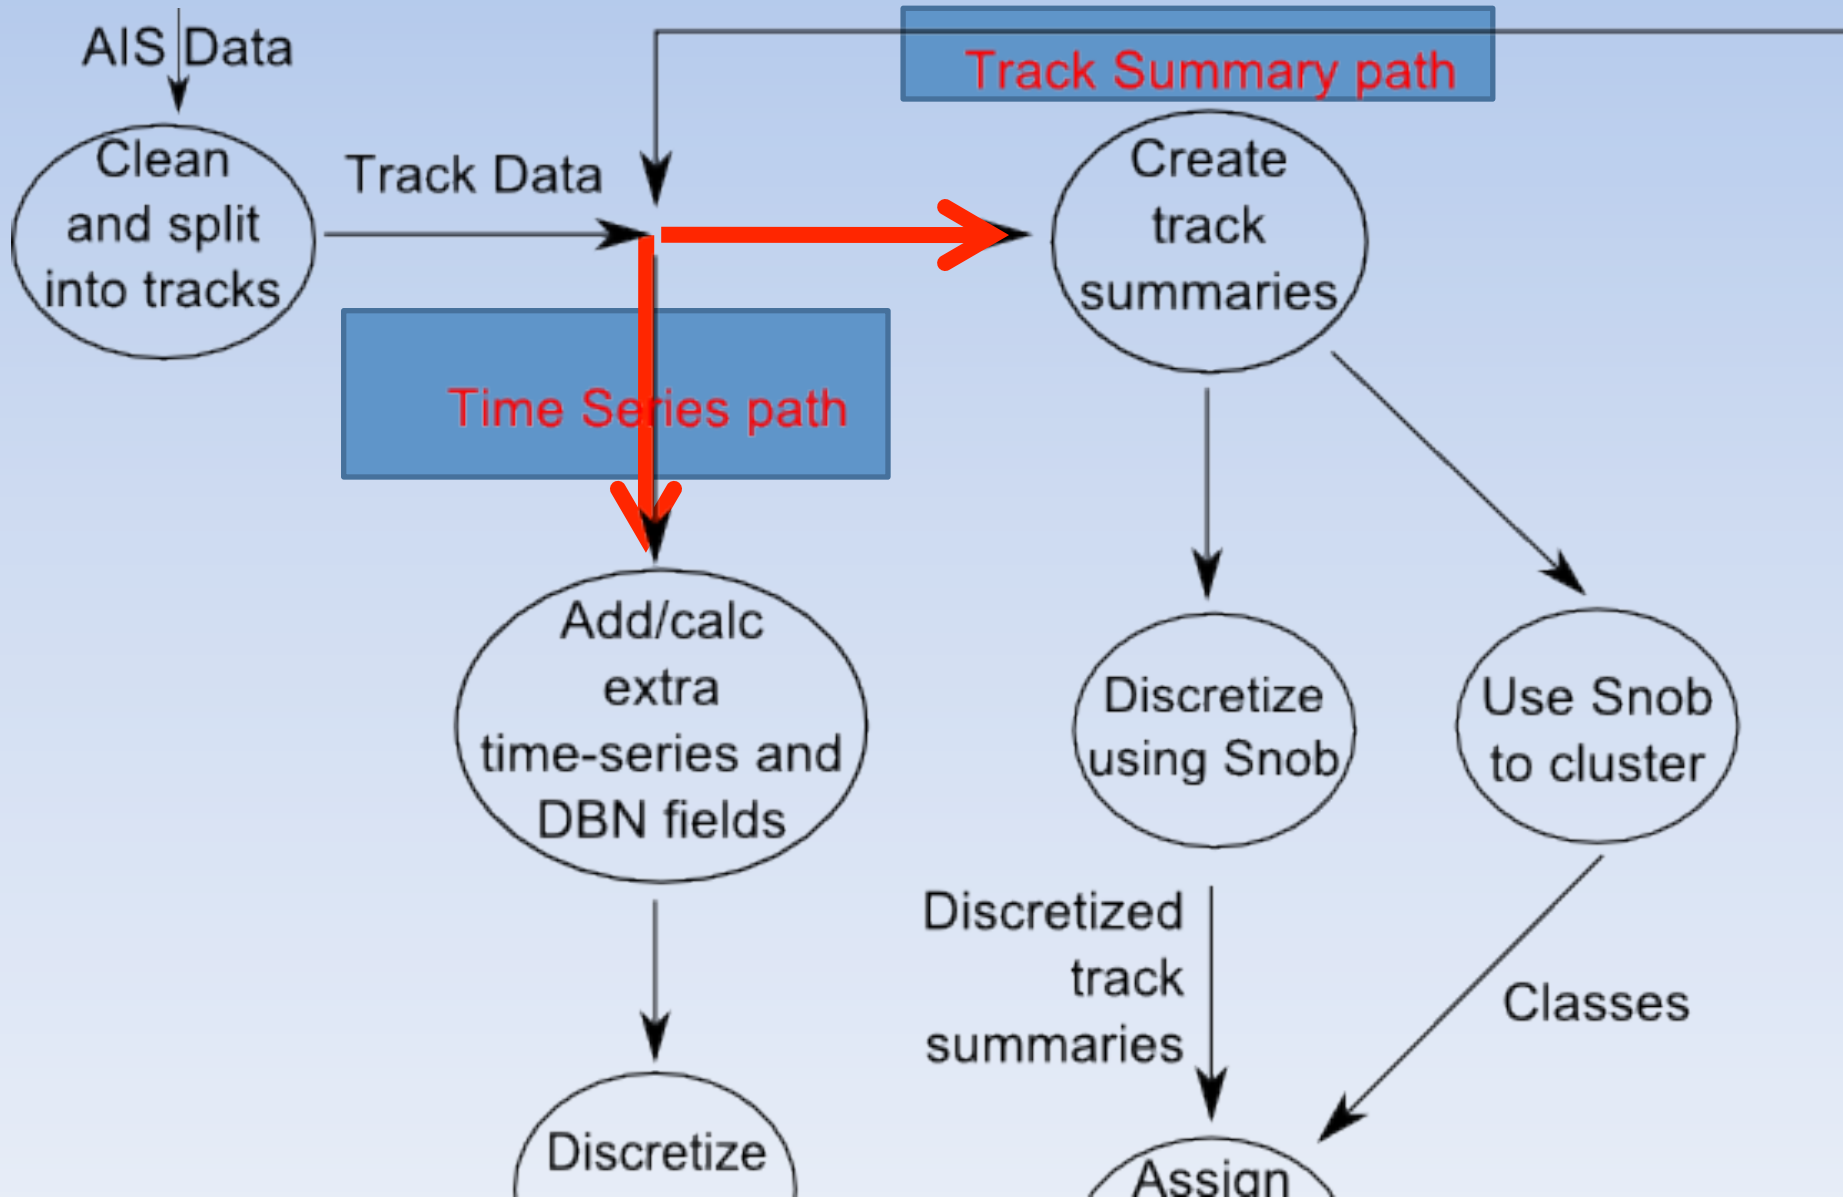 AIS Data
Track Summary path
Clean
and split
into tracks
Track Data
Create
track
summaries
Time Series path
Add/calc
extra
time-series and
DBN fields
Discretize
using Snob
Use Snob
to cluster
Discretized
track
summaries
Classes
Discretize
Assign